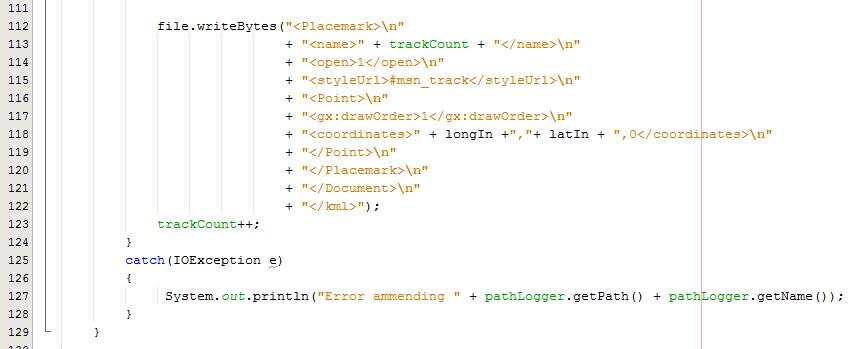 111
112 file.writeBytes("<Placemark>\n"
113 + "<name>" + trackCount + "</name>\n"
114 + "<open>1</open>\n"
115 + "<styleUrl>#msn_track</styleUrl>\n"
116 + "<Point>\n"
117 + "<gx:drawOrder>1</gx:drawOrder>\n"
118 + "<coordinates>" + longIn +","+ latIn + ",0</coordinates>\n"
119 + "</Point>\n"
120 + "</Placemark>\n"
121 + "</Document>\n"
122 + "</kml>");
123 trackCount++;
124 }
125 catch(IOException e)
126 {
127 System.out.println("Error ammending " + pathLogger.getPath() + pathLogger.getName());
128 }
129 }